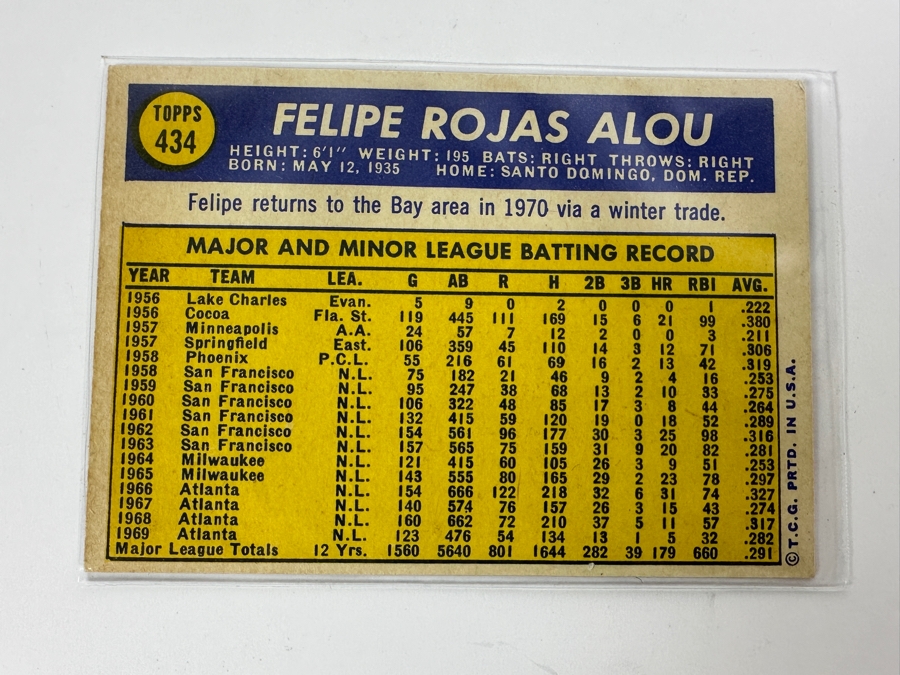 TOPPS
434
FELIPE ROJAS ALOU
HEIGHT: 6'1" WEIGHT: 195 BATS: RIGHT THROWS: RIGHT
BORN: MAY 12, 1935 HOME: SANTO DOMINGO, DOM. REP.
Felipe returns to the Bay area in 1970 via a winter trade.
MAJOR AND MINOR LEAGUE BATTING RECORD
YEAR TEAM LEA. G AB R H 2B 3B HR RBI AVG.
1956 Lake Charles Evan. 5 9 0 2 0 0 0 1 .222
1956 Cocoa Fla. St. 119 445 111 169 15 6 21 99 .380
1957 Minneapolis A.A. 24 57 7 12 2 0 0 3 .211
1957 Springfield East. 106 359 45 110 14 3 12 71 .306
1958 Phoenix P.C.L. 55 216 61 69 16 2 13 42 .319
1958 San Francisco N.L. 75 182 21 46 9 2 4 16 .253
1959 San Francisco N.L. 95 247 38 68 13 2 10 33 .275
1960 San Francisco N.L. 106 322 48 85 17 3 8 44 .264
1961 San Francisco N.L. 132 415 59 120 19 0 18 52 .289
1962 San Francisco N.L. 154 561 96 177 30 3 25 98 .316
1963 San Francisco N.L. 157 565 75 159 31 9 20 82 .281
1964 Milwaukee N.L. 121 415 60 105 26 3 9 51 .253
1965 Milwaukee N.L. 143 555 80 165 29 2 23 78 .297
1966 Atlanta N.L. 154 666 122 218 32 6 31 74 .327
1967 Atlanta N.L. 140 574 76 157 26 3 15 43 .274
1968 Atlanta N.L. 160 662 72 210 37 5 11 57 .317
1969 Atlanta N.L. 123 476 54 134 13 1 5 32 .282
Major League Totals 12 Yrs. 1560 5640 801 1644 282 39 179 660 .291
© T.C.G. PRTD. IN U.S.A.